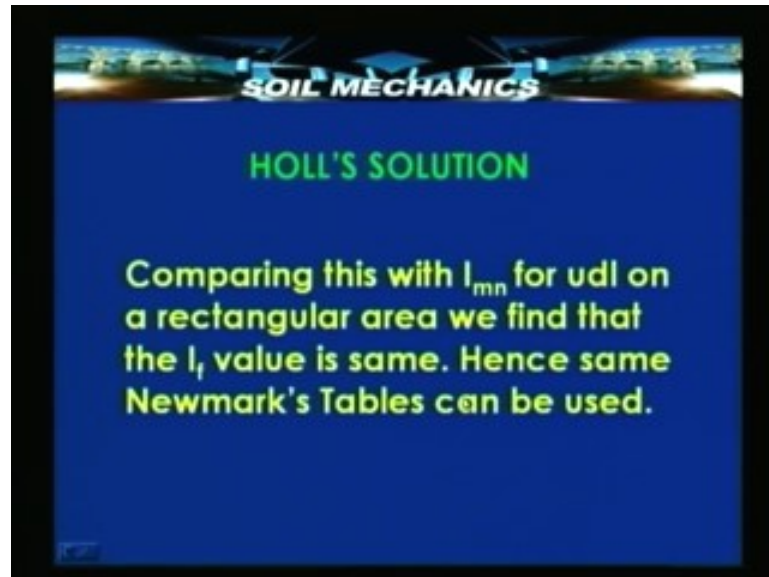 SOIL MECHANICS
HOLL'S SOLUTION
Comparing this with Imn for udl on
a rectangular area we find that
the If value is same. Hence same
Newmark's Tables can be used.